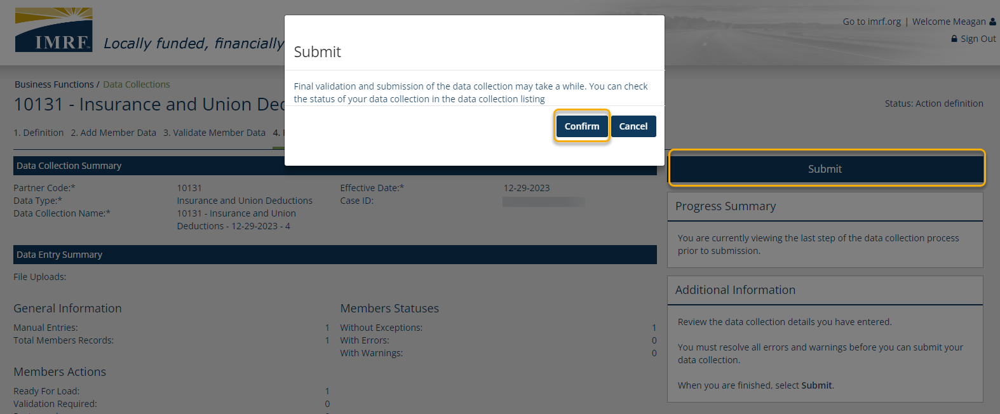 IMRF
Locally funded, financially
Go to imrf.org | Welcome Meagan
Sign Out
Submit
Final validation and submission of the data collection may take a while. You can check
the status of your data collection in the data collection listing
Confirm Cancel
Business Functions / Data Collections
10131 - Insurance and Union
Status: Action definition
1. Definition 2. Add Member Data 3. Validate Member Data 4.
Submit
Data Collection Summary
Partner Code:* 10131 Effective Date:* 12-29-2023
Data Type:* Insurance and Union Deductions Case ID:
Data Collection Name:* 10131 - Insurance and Union
Deductions - 12-29-2023 - 4
Data Entry Summary
File Uploads:
General Information
Manual Entries: 1
Total Members Records: 1
Members Statuses
Without Exceptions: 1
With Errors: 0
With Warnings: 0
Members Actions
Ready For Load: 1
Validation Required: 0
Progress Summary
You are currently viewing the last step of the data collection process
prior to submission.
Additional Information
Review the data collection details you have entered.
You must resolve all errors and warnings before you can submit your
data collection.
When you are finished, select Submit.